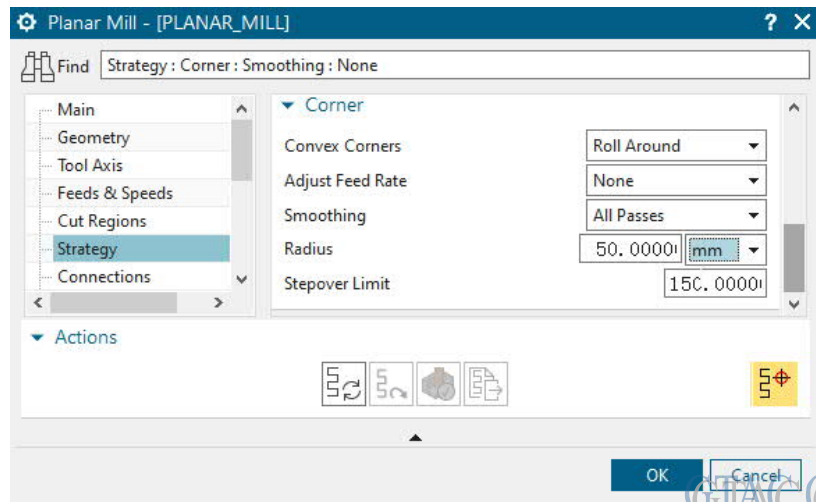 Planar Mill - [PLANAR_MILL]
? X
Find Strategy : Corner : Smoothing : None
Main
Geometry
Tool Axis
Feeds & Speeds
Cut Regions
Strategy
Connections
Corner
Convex Corners Roll Around
Adjust Feed Rate None
Smoothing All Passes
Radius 50.0000 mm
Stepover Limit 150.0000
Actions
OK Cancel
GTAC